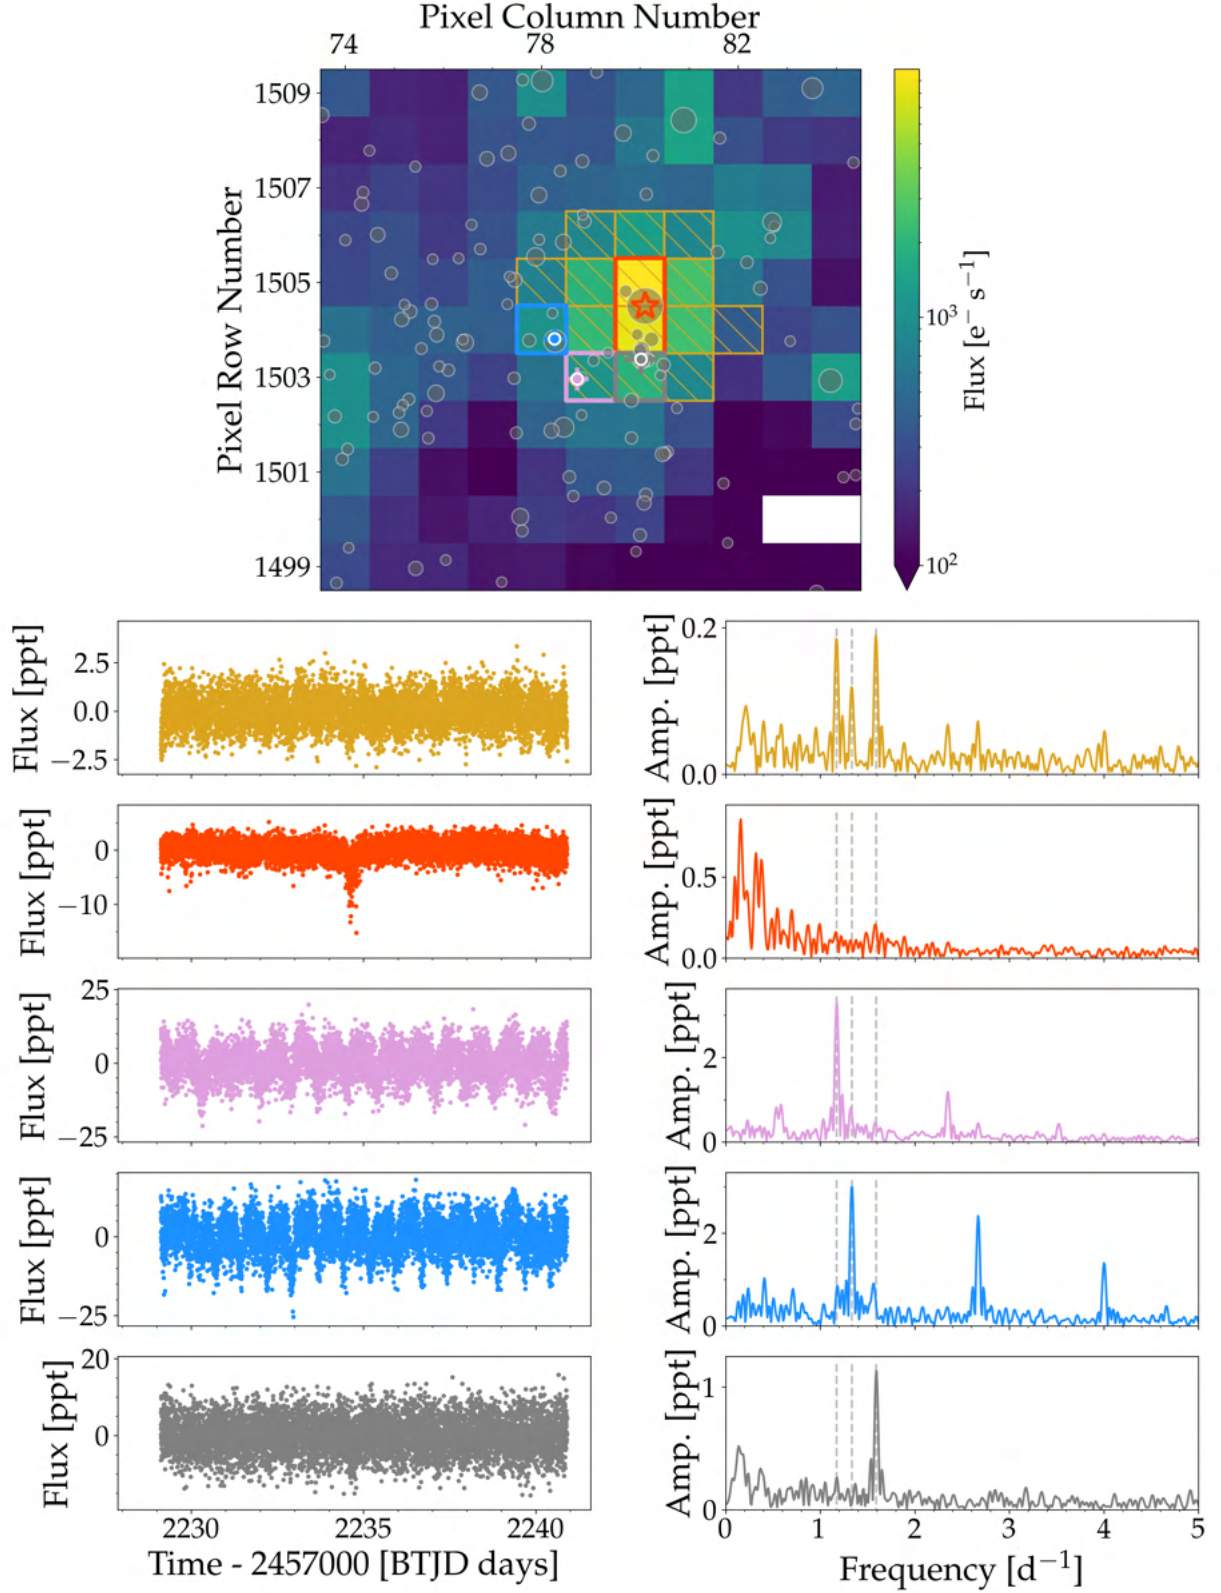 Pixel Column Number
74 78 82
Pixel Row Number
1509
1507
1505
1503
1501
1499
10³
10²
Flux [e⁻ s⁻¹]
Flux [ppt]
2.5
0.0
−2.5
Amp. [ppt]
0.2
0.0
Flux [ppt]
0
−10
Amp. [ppt]
0.5
0.0
Flux [ppt]
25
0
−25
Amp. [ppt]
2
0
Flux [ppt]
0
−25
Amp. [ppt]
2
0
Flux [ppt]
20
0
Amp. [ppt]
1
0
2230 2235 2240
Time - 2457000 [BTJD days]
0 1 2 3 4 5
Frequency [d⁻¹]